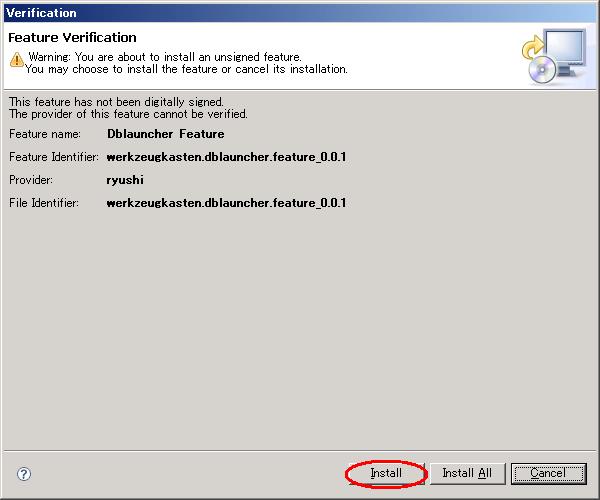 Verification
Feature Verification
Warning: You are about to install an unsigned feature.
You may choose to install the feature or cancel its installation.
This feature has not been digitally signed.
The provider of this feature cannot be verified.
Feature name: Dblauncher Feature
Feature Identifier: werkzeugkasten.dblauncher.feature_0.0.1
Provider: ryushi
File Identifier: werkzeugkasten.dblauncher.feature_0.0.1
? Install Install All Cancel